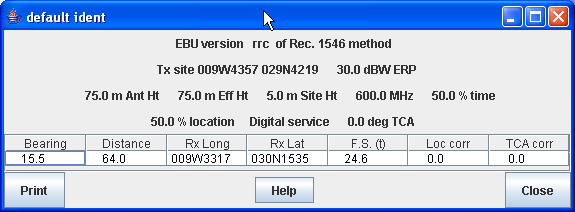 default ident
EBU version rrc of Rec. 1546 method
Tx site 009W4357 029N4219 30.0 dBW ERP
75.0 m Ant Ht 75.0 m Eff Ht 5.0 m Site Ht 600.0 MHz 50.0 % time
50.0 % location Digital service 0.0 deg TCA
Bearing Distance Rx Long Rx Lat F.S. (t) Loc corr TCA corr
15.5 64.0 009W3317 030N1535 24.6 0.0 0.0
Print Help Close